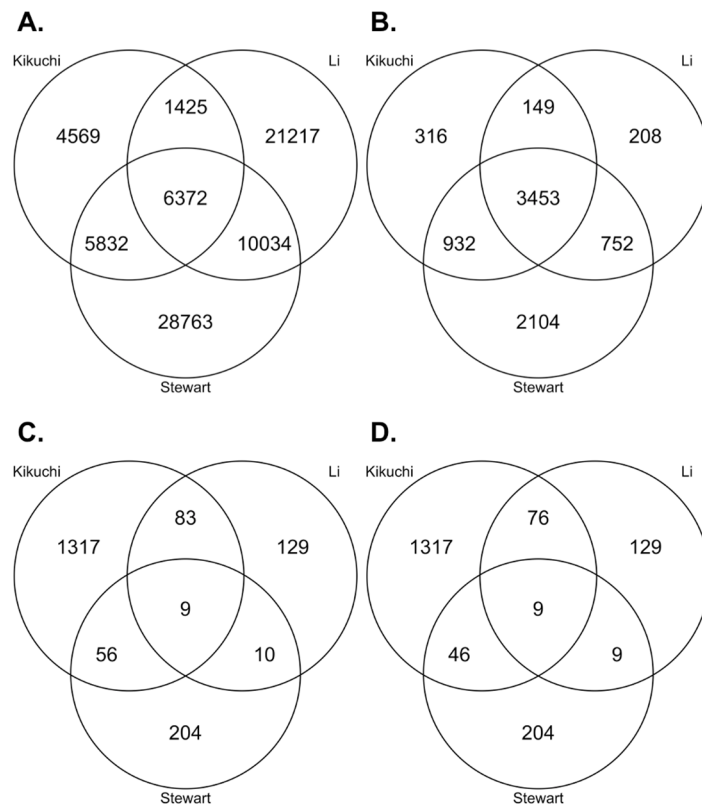 A. B.
Kikuchi Li Kikuchi Li
1425 149
4569 21217 316 208
6372 3453
5832 10034 932 752
28763 2104
Stewart Stewart
C. D.
Kikuchi Li Kikuchi Li
83 76
1317 129 1317 129
9 9
56 10 46 9
204 204
Stewart Stewart